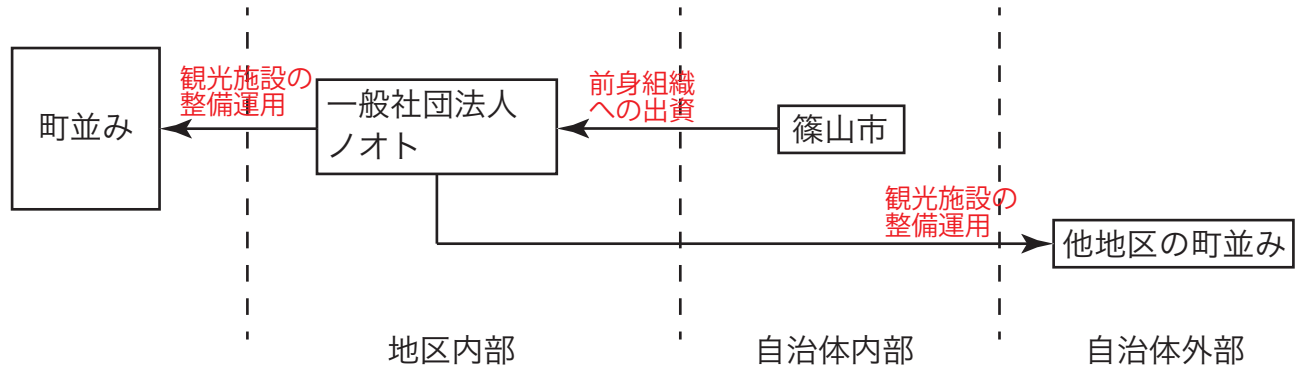 町並み
観光施設の
整備運用
一般社団法人
ノオト
前身組織
への出資
篠山市
観光施設の
整備運用
他地区の町並み
地区内部
自治体内部
自治体外部